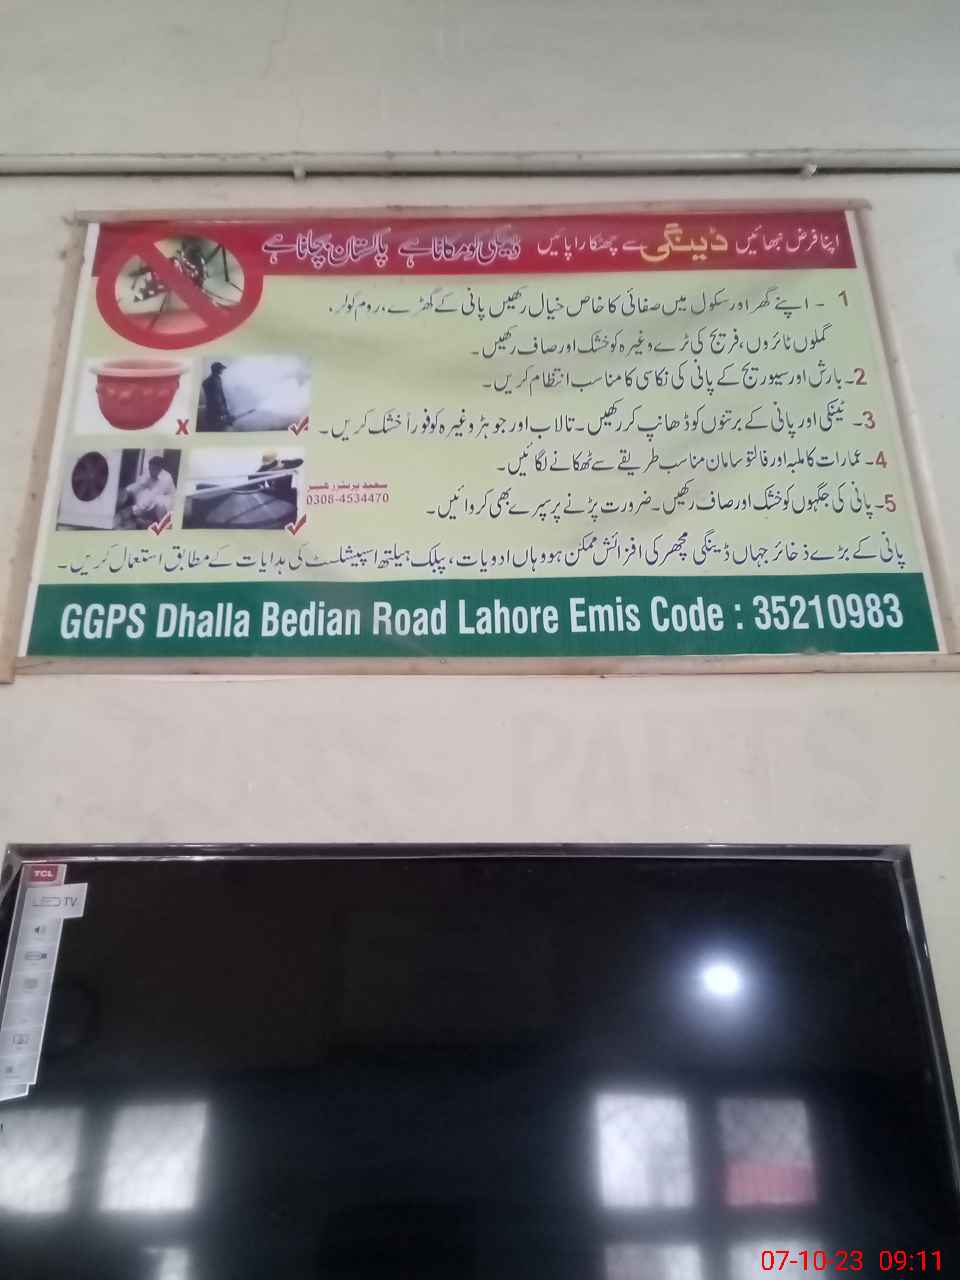 اپنا فرض نبھائیں ڈینگی سے چھٹکارا پائیں ڈینگی کو مکانا ہے پاکستان بچانا ہے
1 - اپنے گھر اور سکول میں صفائی کا خاص خیال رکھیں پانی کے گھڑے، روم کولر،
گملوں ٹائروں، فریج کی ٹرے وغیرہ کو خشک اور صاف رکھیں۔
2۔ بارش اور سیوریج کے پانی کی نکاسی کا مناسب انتظام کریں۔
3۔ ٹینکی اور پانی کے برتنوں کو ڈھانپ کر رکھیں۔ تالاب اور جوہڑ وغیرہ کو فوراً خشک کریں۔
4۔ عمارات کا ملبہ اور فالتو سامان مناسب طریقے سے ٹھکانے لگائیں۔
5۔ پانی کی جگہوں کو خشک اور صاف رکھیں۔ ضرورت پڑنے پر سپرے بھی کروائیں۔
سعید پرنٹرز
0308-4534470
پانی کے بڑے ذخائر جہاں ڈینگی مچھر کی افزائش ممکن ہو وہاں ادویات، پبلک ہیلتھ اسپیشلسٹ کی ہدایات کے مطابق استعمال کریں۔
GGPS Dhalla Bedian Road Lahore Emis Code : 35210983
PARTS
TCL
LED TV
07-10-23 09:11